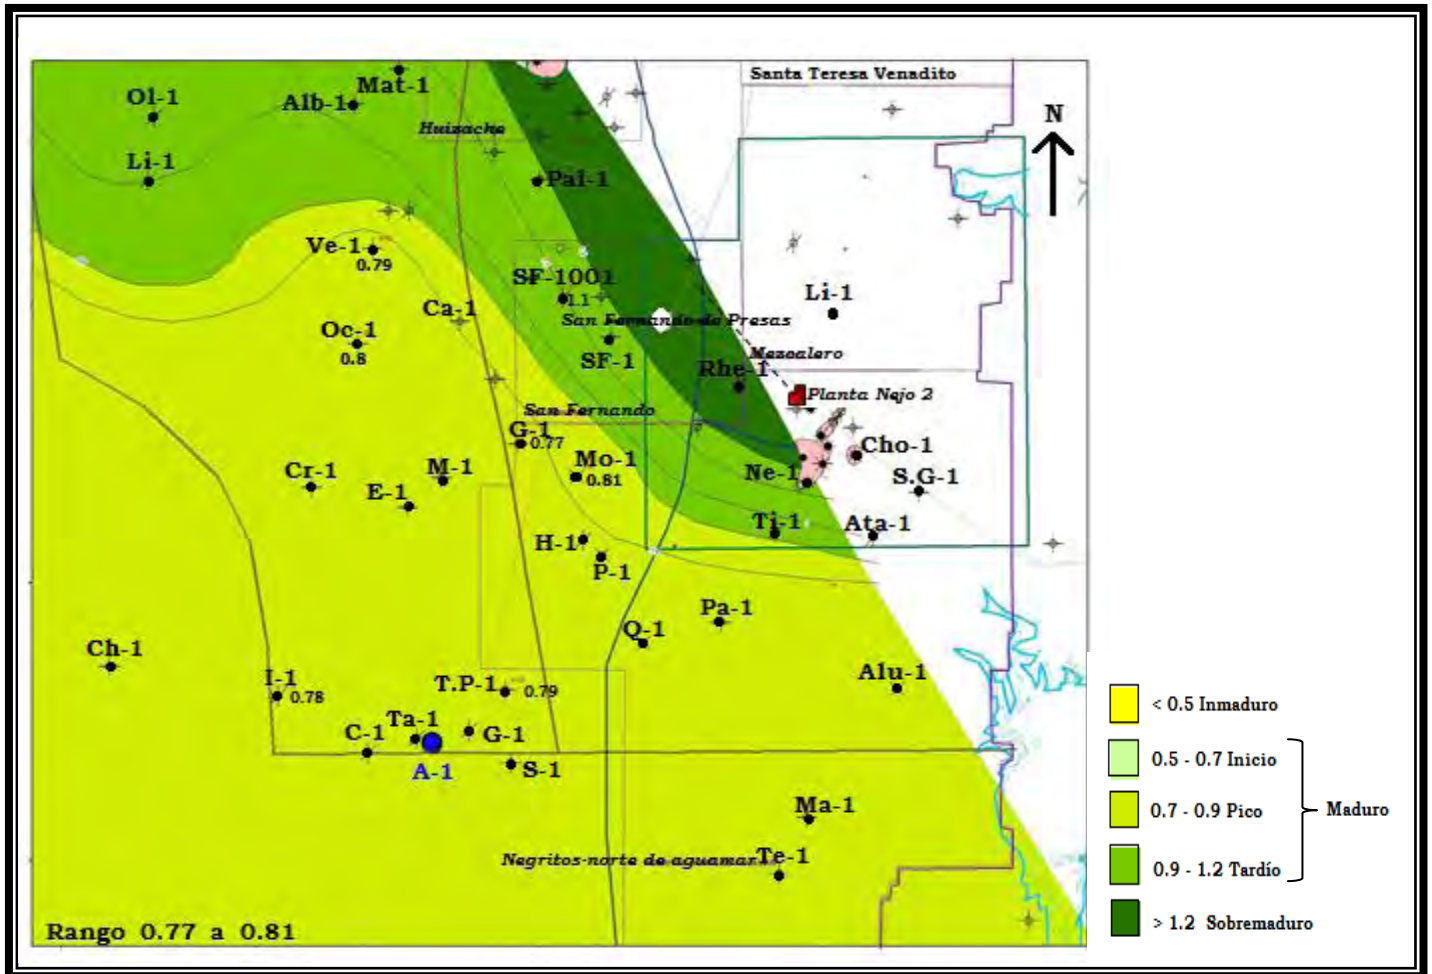 Santa Teresa Venadito
Mat-1
Ol-1
Alb-1
N
Huizache
Li-1
Pal-1
Ve-1
0.79
SF-1001
1.1
Li-1
Ca-1
San Fernando de Presas
Oc-1
0.8
SF-1
Mezcalero
Rhe-1
Planta Nejo 2
San Fernando
G-1
0.77
Cho-1
Mo-1
0.81
Cr-1
M-1
E-1
Ne-1
S.G-1
Ti-1
Ata-1
H-1
P-1
Pa-1
Q-1
Ch-1
I-1
0.78
T.P-1
0.79
Alu-1
Ta-1
C-1
G-1
A-1
S-1
Ma-1
Negritos-norte de aguamar
Te-1
Rango 0.77 a 0.81
< 0.5 Inmaduro
0.5 - 0.7 Inicio
0.7 - 0.9 Pico
Maduro
0.9 - 1.2 Tardío
> 1.2 Sobremaduro